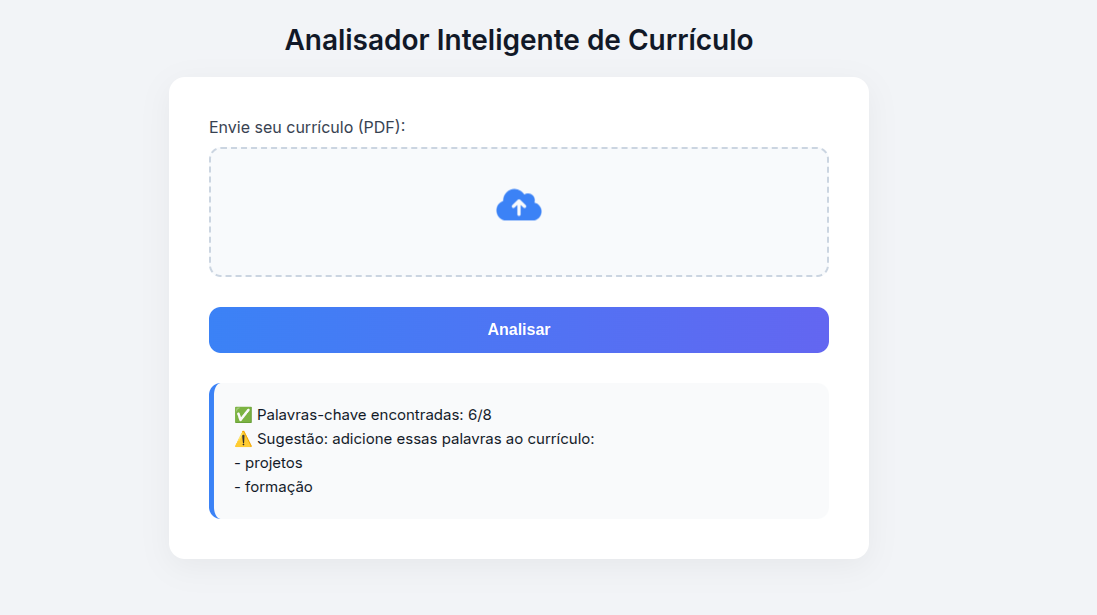 Analisador Inteligente de Currículo
Envie seu currículo (PDF):
Analisar
✅ Palavras-chave encontradas: 6/8
⚠️ Sugestão: adicione essas palavras ao currículo:
- projetos
- formação